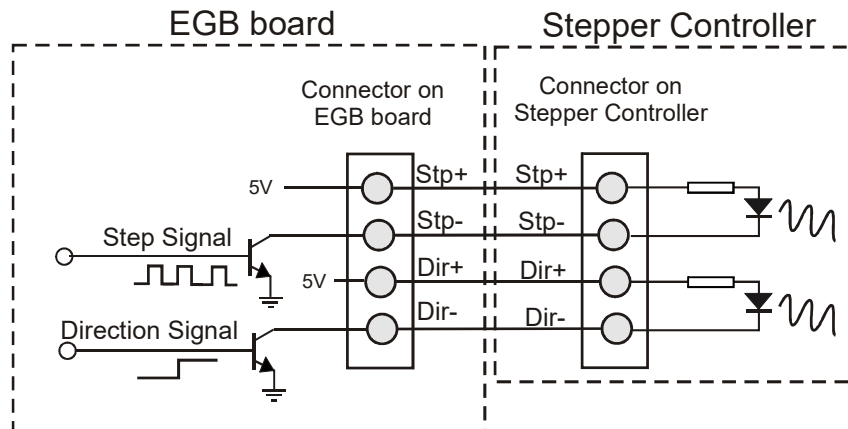 EGB board
Stepper Controller
Connector on
EGB board
Connector on
Stepper Controller
5V
Stp+
Stp+
Step Signal
Stp-
Stp-
5V
Dir+
Dir+
Direction Signal
Dir-
Dir-